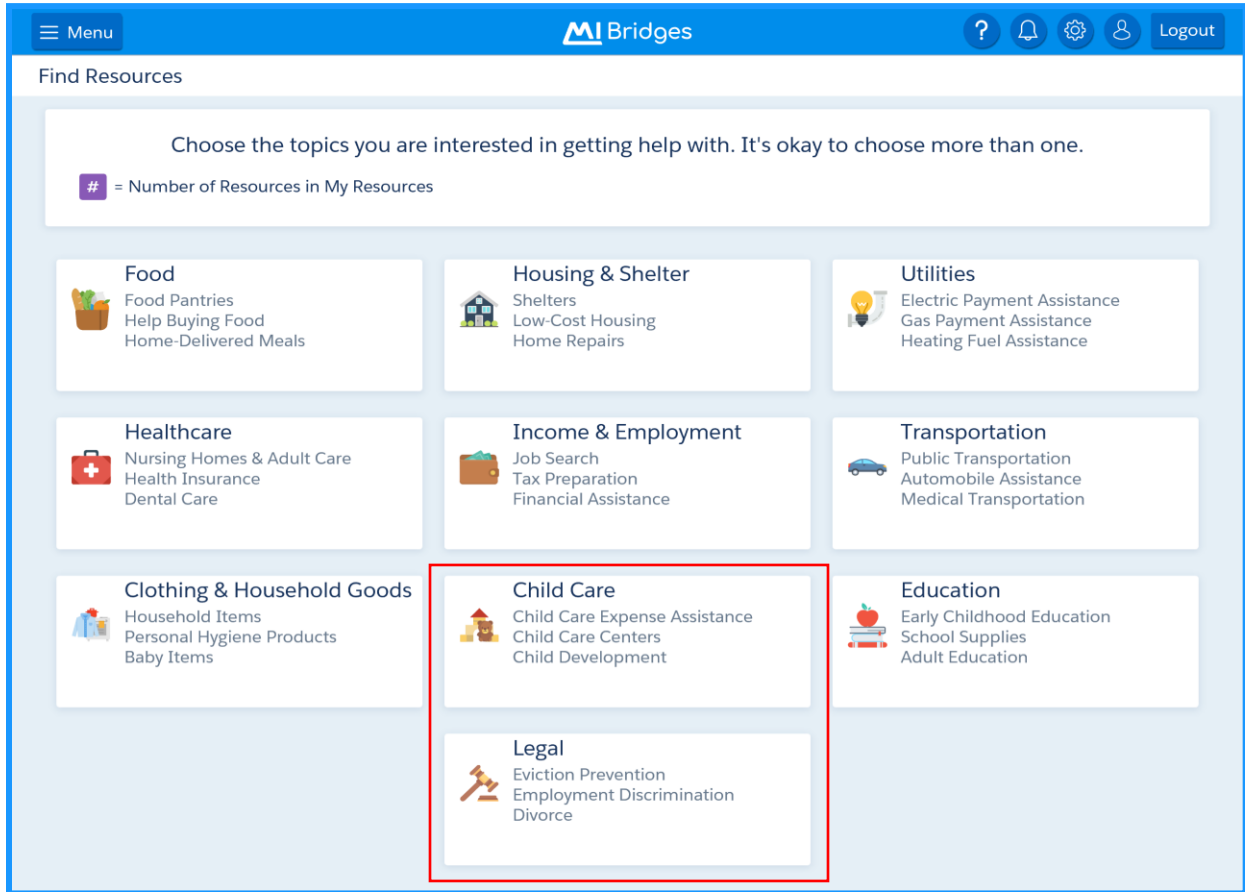 Menu
MI Bridges
?
Logout
Find Resources
Choose the topics you are interested in getting help with. It's okay to choose more than one.
# = Number of Resources in My Resources
Food
Food Pantries
Help Buying Food
Home-Delivered Meals
Housing & Shelter
Shelters
Low-Cost Housing
Home Repairs
Utilities
Electric Payment Assistance
Gas Payment Assistance
Heating Fuel Assistance
Healthcare
Nursing Homes & Adult Care
Health Insurance
Dental Care
Income & Employment
Job Search
Tax Preparation
Financial Assistance
Transportation
Public Transportation
Automobile Assistance
Medical Transportation
Clothing & Household Goods
Household Items
Personal Hygiene Products
Baby Items
Child Care
Child Care Expense Assistance
Child Care Centers
Child Development
Education
Early Childhood Education
School Supplies
Adult Education
Legal
Eviction Prevention
Employment Discrimination
Divorce